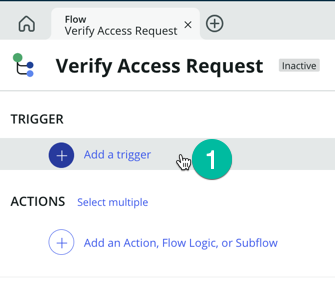 Flow
Verify Access Request
Verify Access Request
Inactive
TRIGGER
Add a trigger
1
ACTIONS
Select multiple
Add an Action, Flow Logic, or Subflow